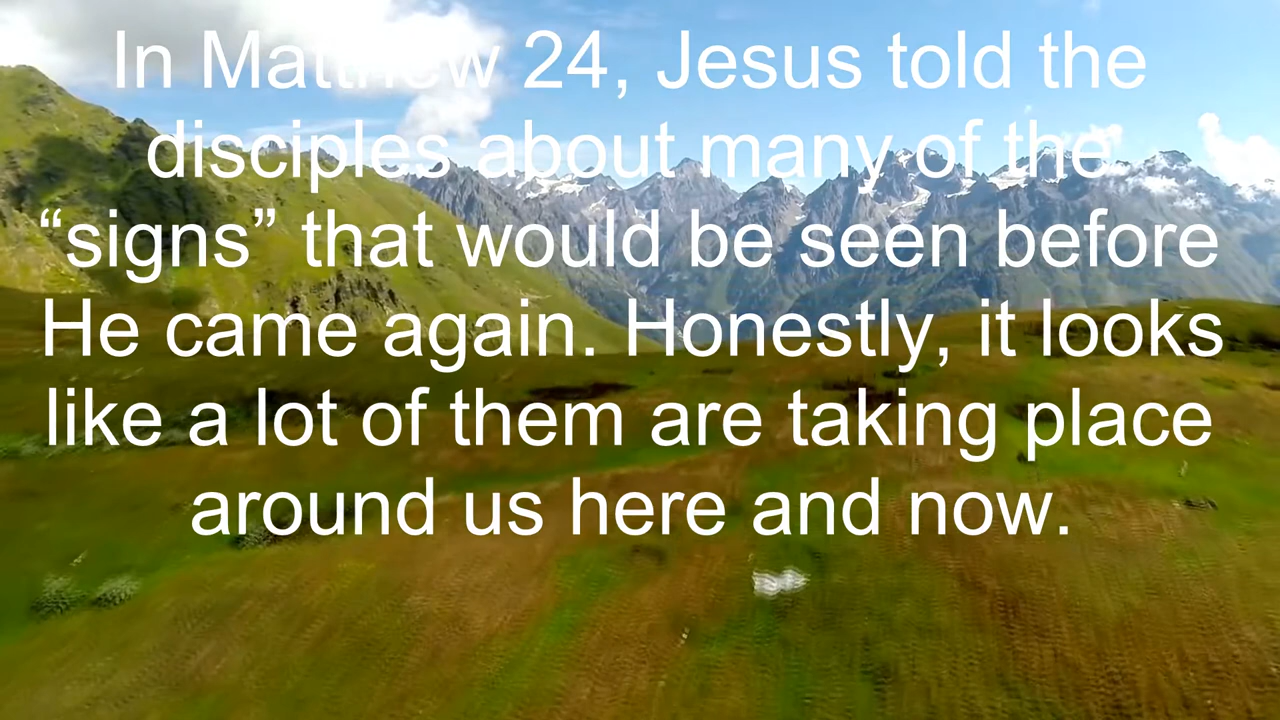 In Matthew 24, Jesus told the
disciples about many of the
“signs” that would be seen before
He came again. Honestly, it looks
like a lot of them are taking place
around us here and now.